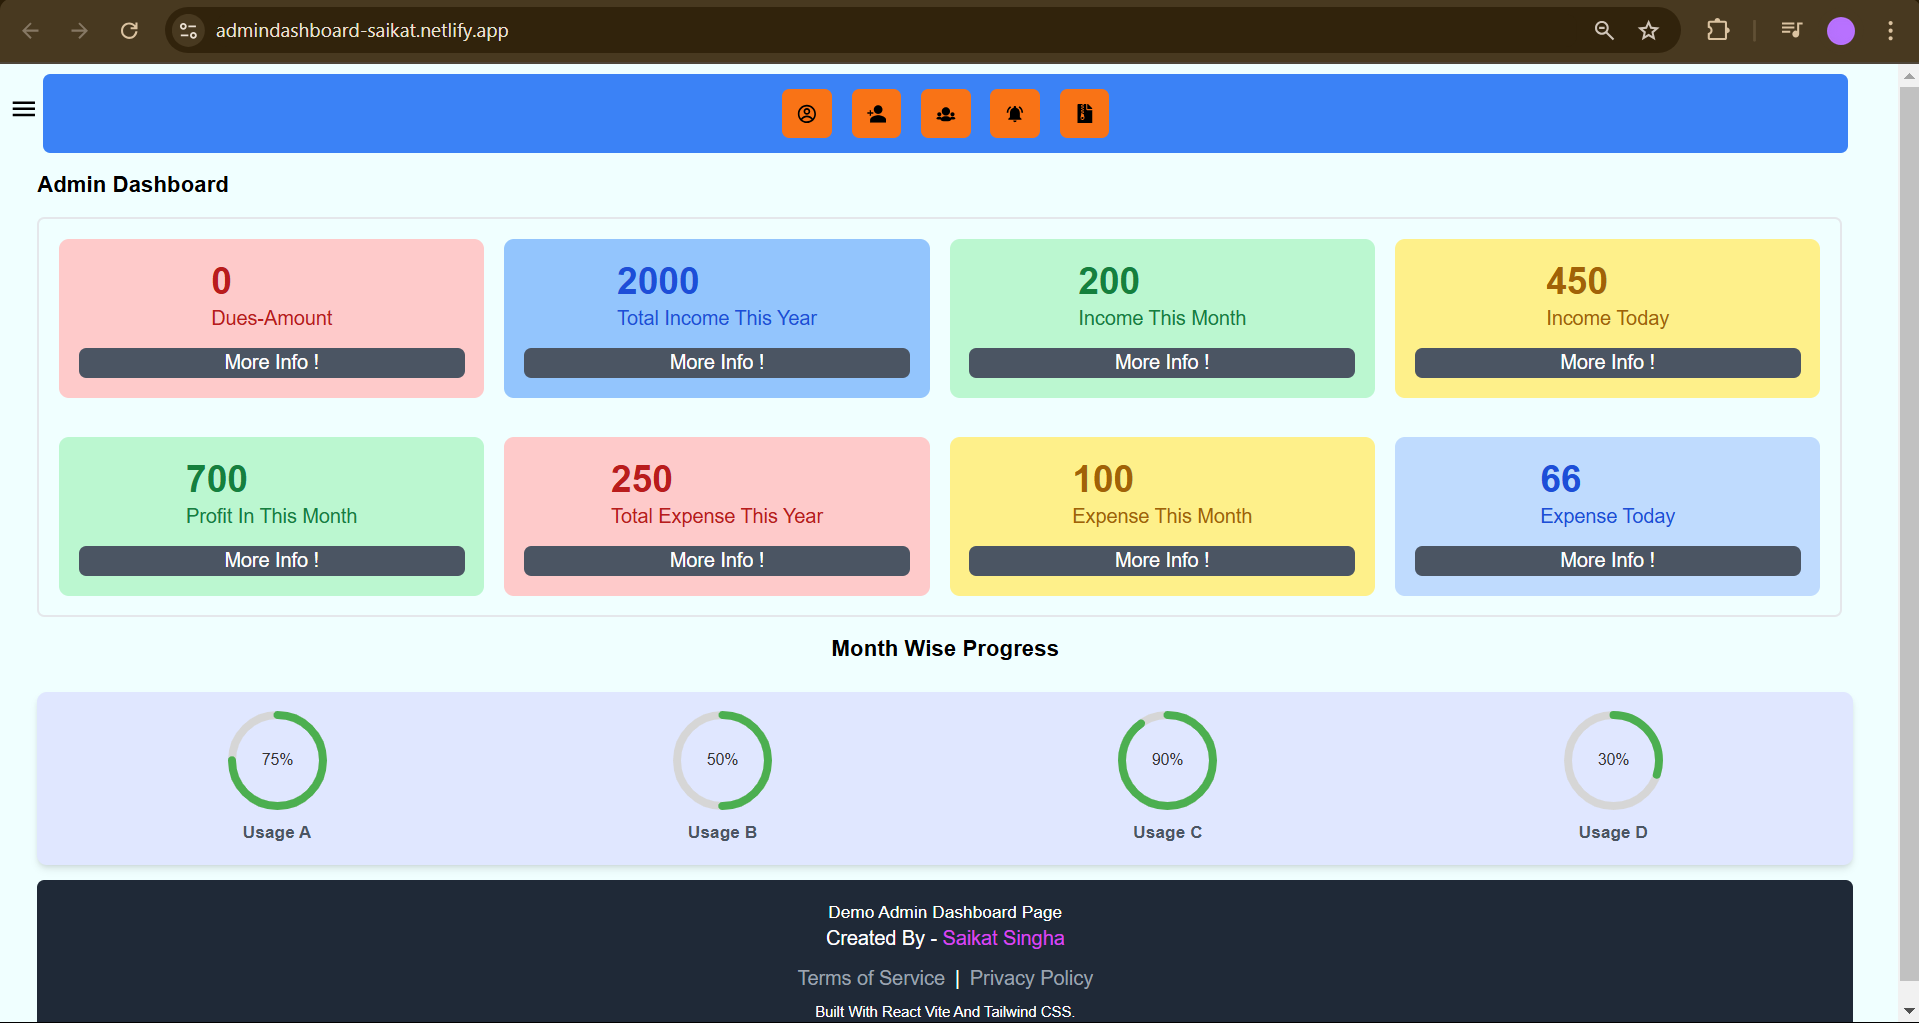 admindashboard-saikat.netlify.app
Admin Dashboard
0
Dues-Amount
More Info !
2000
Total Income This Year
More Info !
200
Income This Month
More Info !
450
Income Today
More Info !
700
Profit In This Month
More Info !
250
Total Expense This Year
More Info !
100
Expense This Month
More Info !
66
Expense Today
More Info !
Month Wise Progress
75%
Usage A
50%
Usage B
90%
Usage C
30%
Usage D
Demo Admin Dashboard Page
Created By - Saikat Singha
Terms of Service | Privacy Policy
Built With React Vite And Tailwind CSS.